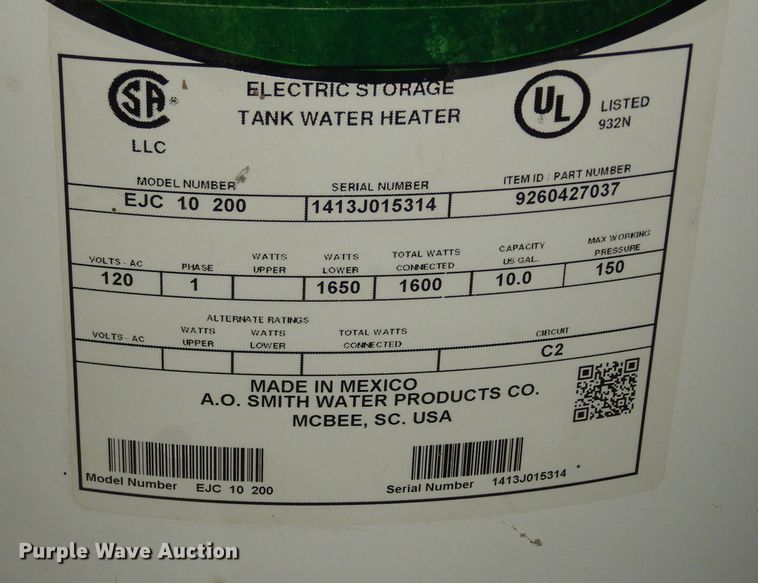 SA ®
LLC
ELECTRIC STORAGE
TANK WATER HEATER
UL
LISTED
932N
MODEL NUMBER SERIAL NUMBER ITEM ID / PART NUMBER
EJC 10 200 1413J015314 9260427037
VOLTS - AC PHASE WATTS UPPER WATTS LOWER TOTAL WATTS CONNECTED CAPACITY US GAL. MAX WORKING PRESSURE
120 1 1650 1600 10.0 150
ALTERNATE RATINGS
VOLTS - AC WATTS UPPER WATTS LOWER TOTAL WATTS CONNECTED CIRCUIT
C2
MADE IN MEXICO
A.O. SMITH WATER PRODUCTS CO.
MCBEE, SC. USA
Model Number EJC 10 200
Serial Number 1413J015314
Purple Wave Auction